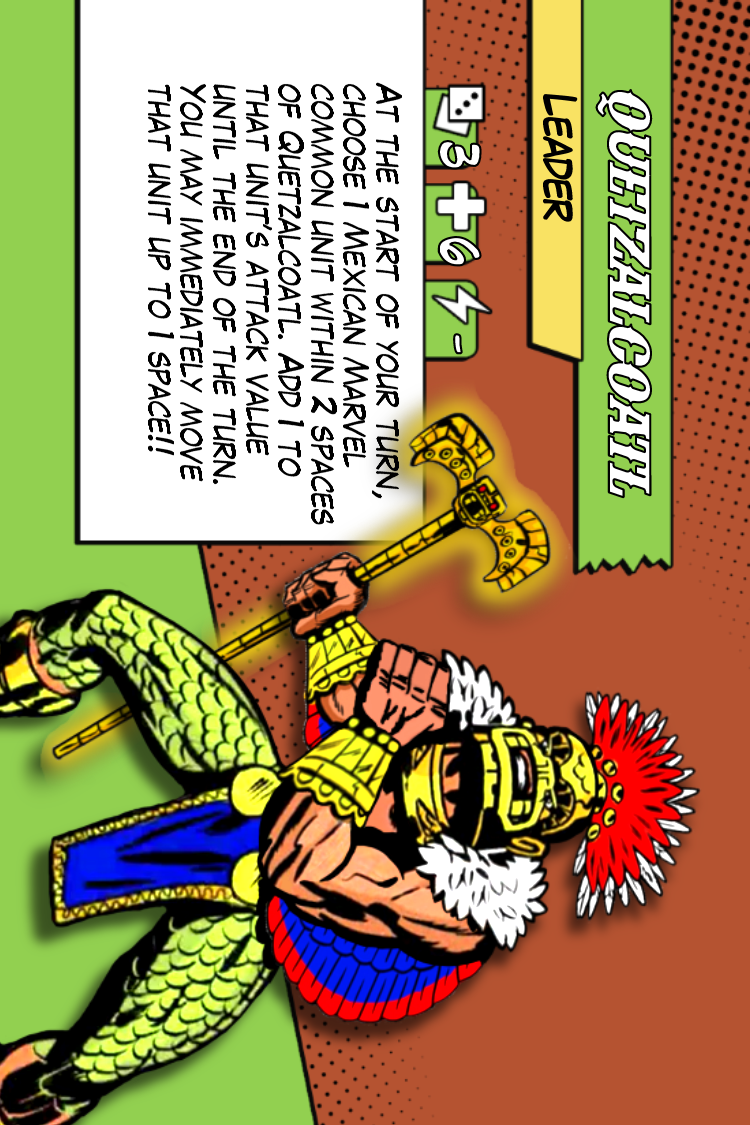 QUETZALCOATL
LEADER
3 6 -
AT THE START OF YOUR TURN,
CHOOSE 1 MEXICAN MARVEL
COMMON UNIT WITHIN 2 SPACES
OF QUETZALCOATL. ADD 1 TO
THAT UNIT'S ATTACK VALUE
UNTIL THE END OF THE TURN.
YOU MAY IMMEDIATELY MOVE
THAT UNIT UP TO 1 SPACE!!